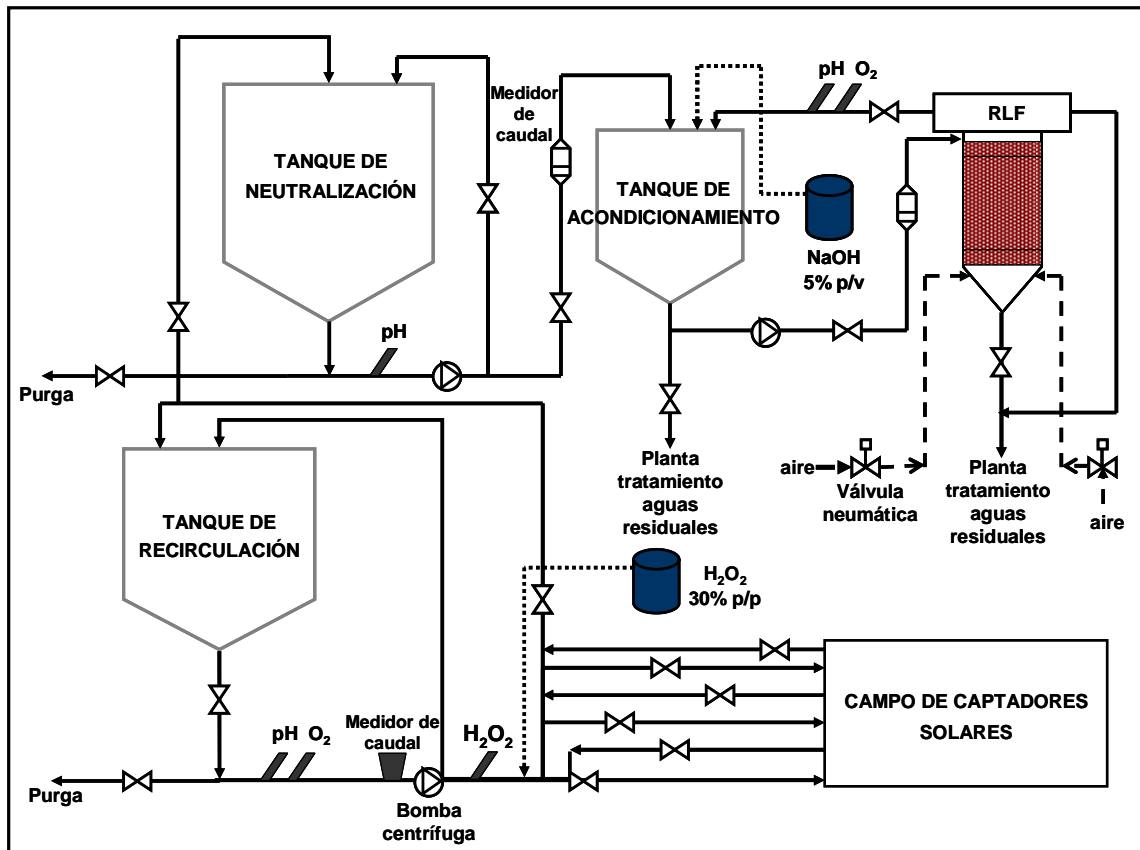 pH O₂
Medidor
de
caudal
RLF
TANQUE DE
NEUTRALIZACIÓN
TANQUE DE
ACONDICIONAMIENTO
NaOH
5% p/v
pH
Purga
Planta
tratamiento
aguas
residuales
aire
Válvula
neumática
Planta
tratamiento
aguas
residuales
aire
TANQUE DE
RECIRCULACIÓN
H₂O₂
30% p/p
CAMPO DE CAPTADORES
SOLARES
pH O₂
Medidor de
caudal
H₂O₂
Purga
Bomba
centrífuga